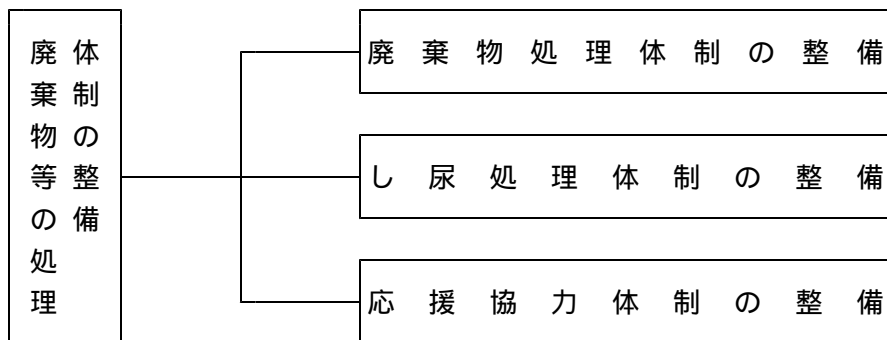 廃棄物等の処理
体制の整備
廃棄物処理体制の整備
し尿処理体制の整備
応援協力体制の整備